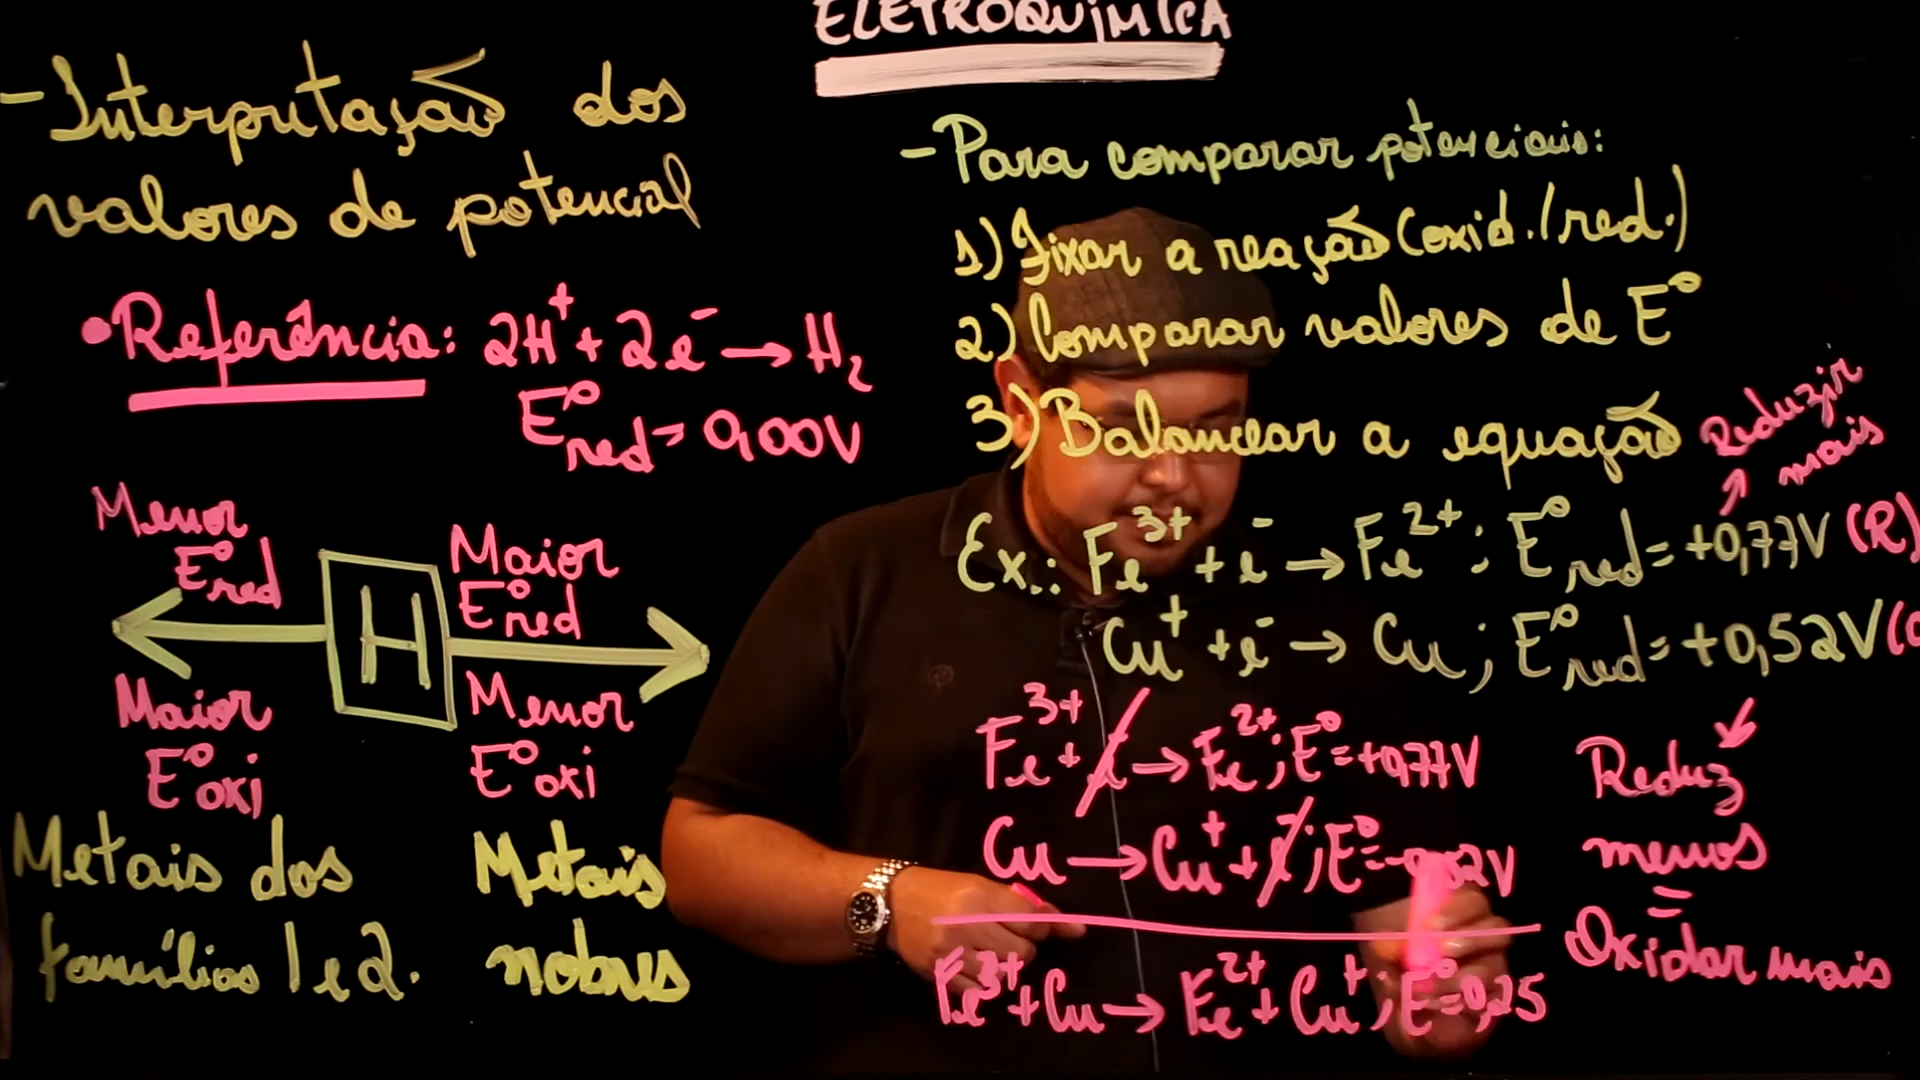 ELETROQUÍMICA
- Interpretação dos
valores de potencial
• Referência: 2H⁺ + 2e⁻ → H₂
E°red = 0,00V
Menor
E°red
Maior
E°red
H
Maior
E°oxi
Menor
E°oxi
Metais dos
famílias 1 e 2.
Metais
nobres
- Para comparar potenciais:
1) Fixar a reação (oxid./red.)
2) Comparar valores de E°
3) Balancear a equação
Reduzir
mais
Ex.: Fe³⁺ + e⁻ → Fe²⁺; E°red = +0,77V (R)
Cu⁺ + e⁻ → Cu; E°red = +0,52V (
Fe³⁺ + e → Fe²⁺; E° = +0,77V
Cu → Cu⁺ + e⁻; E° = -0,52V
Fe³⁺ + Cu → Fe²⁺ + Cu⁺; E° = 0,25
Reduz
menos
=
Oxidar mais